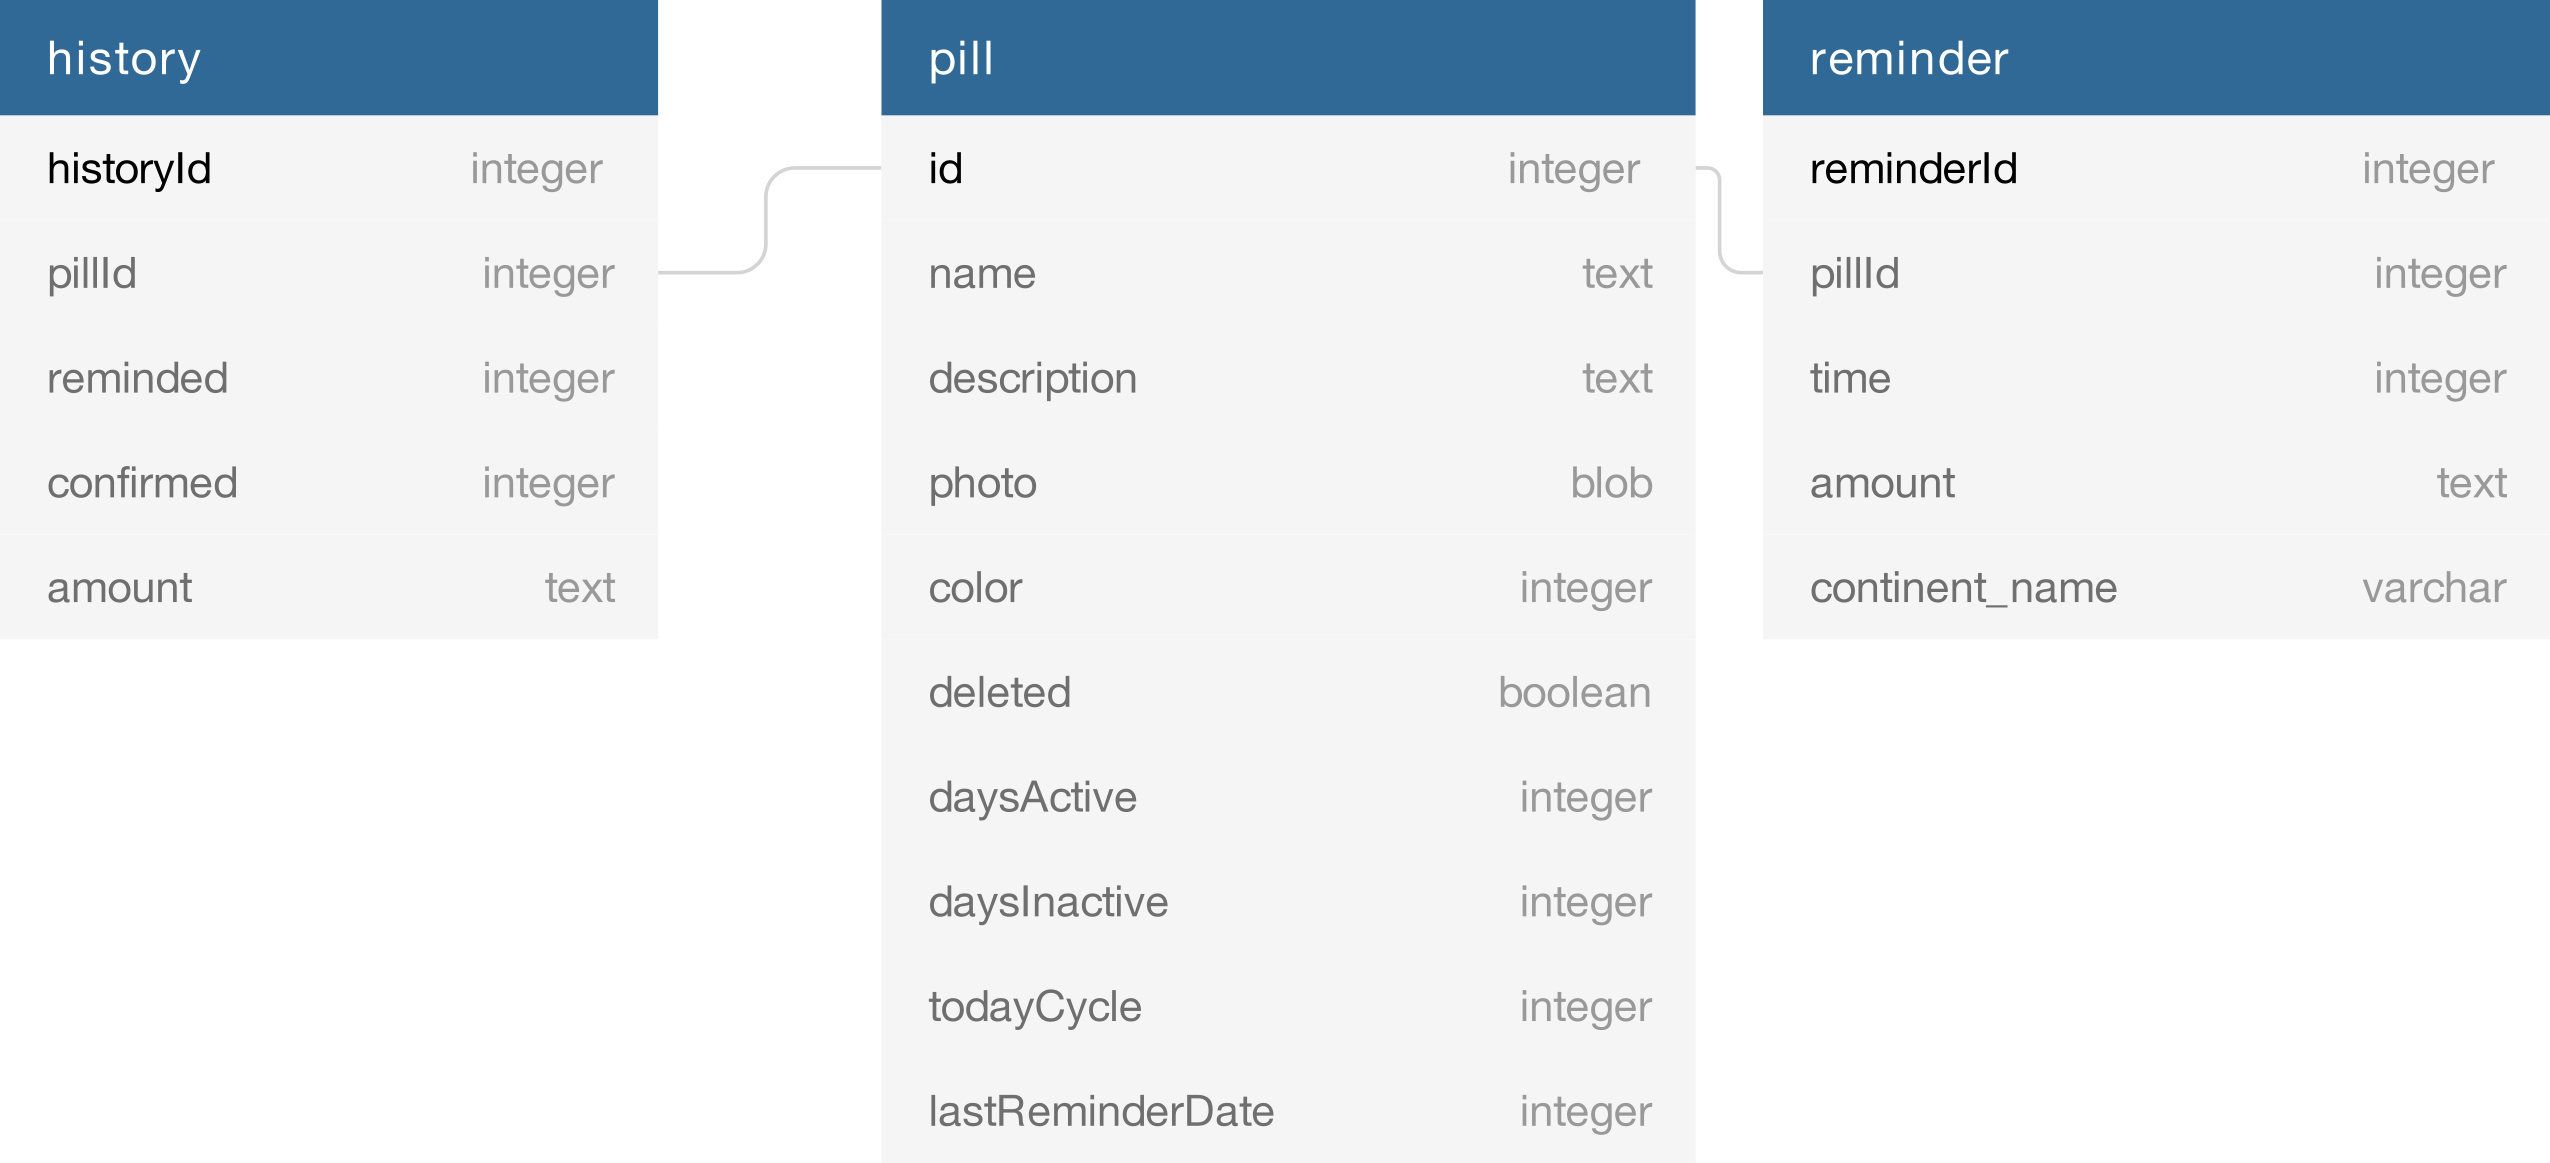 history
historyId integer
pillId integer
reminded integer
confirmed integer
amount text
pill
id integer
name text
description text
photo blob
color integer
deleted boolean
daysActive integer
daysInactive integer
todayCycle integer
lastReminderDate integer
reminder
reminderId integer
pillId integer
time integer
amount text
continent_name varchar